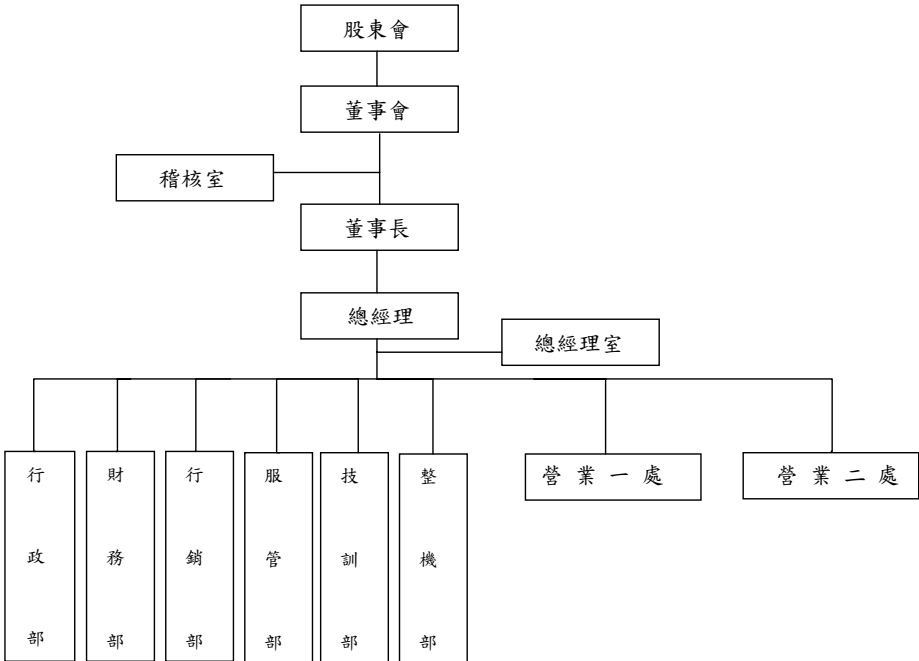 股東會
董事會
稽核室
董事長
總經理
總經理室
行政部
財務部
行銷部
服管部
技訓部
整機部
營業一處
營業二處